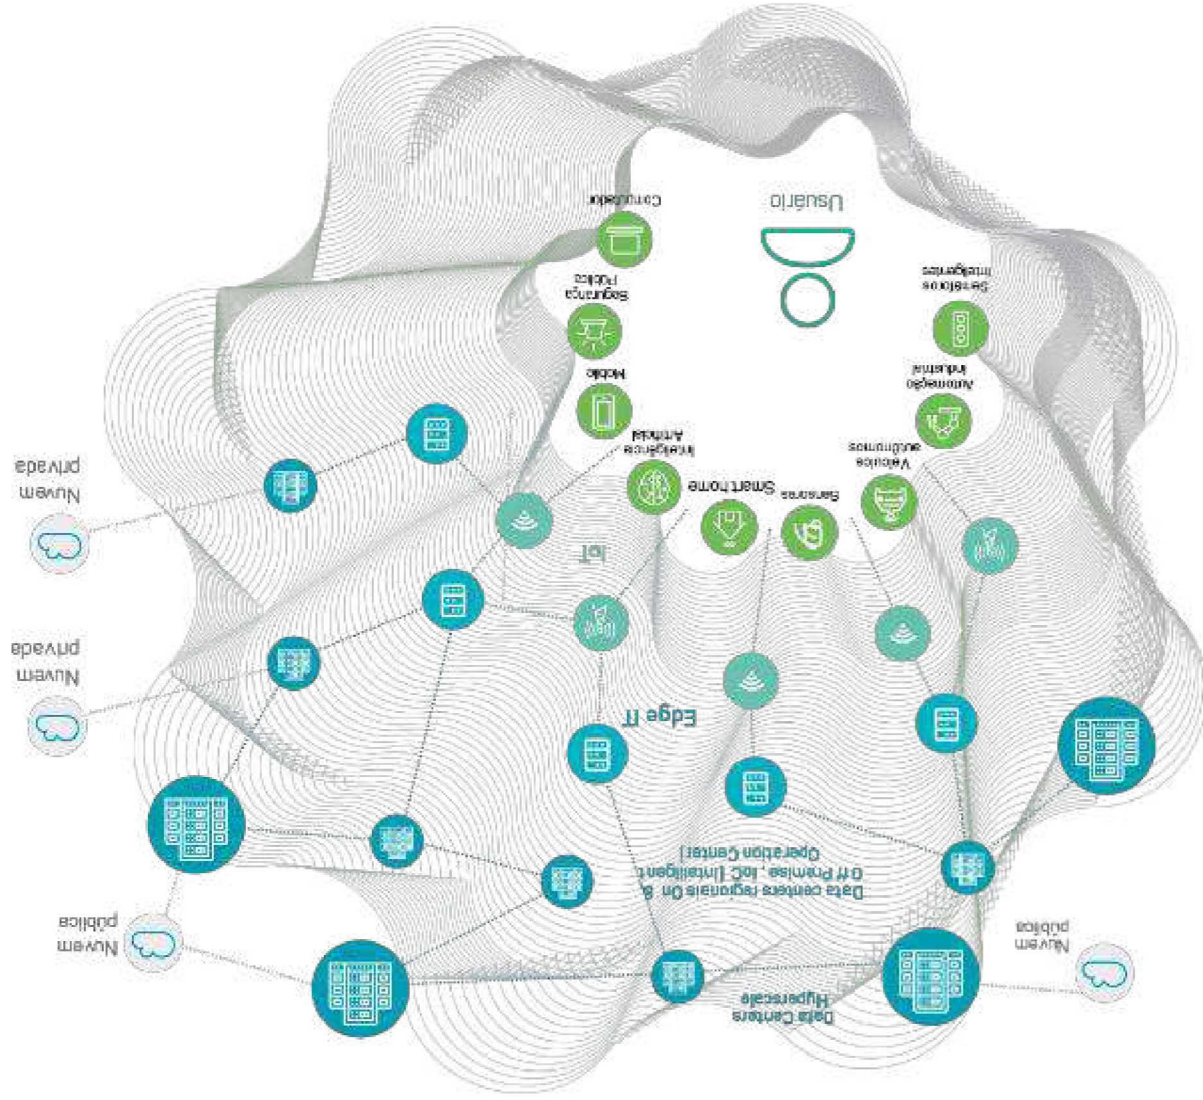 Data Centers
Hyperscale
Nuvem
pública
Nuvem
pública
Data centers regionais On &
Off Premise, IoC (Intelligent
Operation Center)
Edge IT
Nuvem
privada
IoT
Nuvem
privada
Sensores
Smart home
Veículos
autônomos
Inteligência
Artificial
Automação
industrial
Mobile
Semáforos
Inteligentes
Segurança
Pública
Usuário
Computador